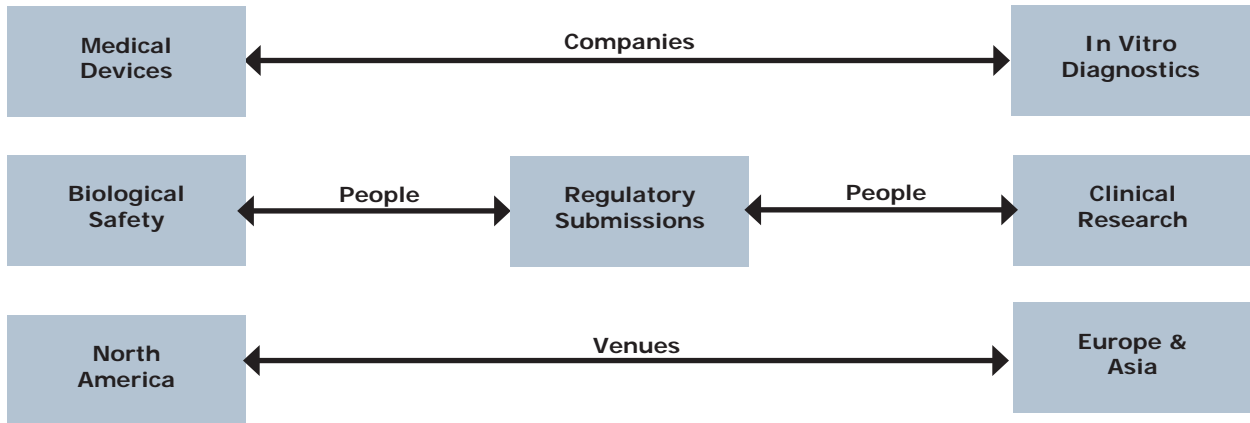 Medical
Devices
Companies
In Vitro
Diagnostics
Biological
Safety
People
Regulatory
Submissions
People
Clinical
Research
North
America
Venues
Europe &
Asia